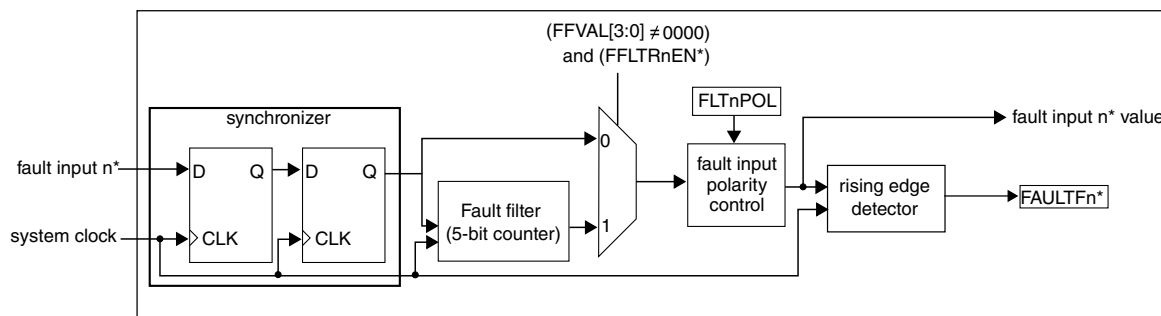 (FFVAL[3:0] ≠ 0000)
and (FFLTRnEN*)
FLTnPOL
synchronizer
fault input n* value
0
fault input n*
D Q
D Q
fault input
polarity
control
rising edge
detector
FAULTFn*
Fault filter
(5-bit counter)
1
system clock
CLK
CLK